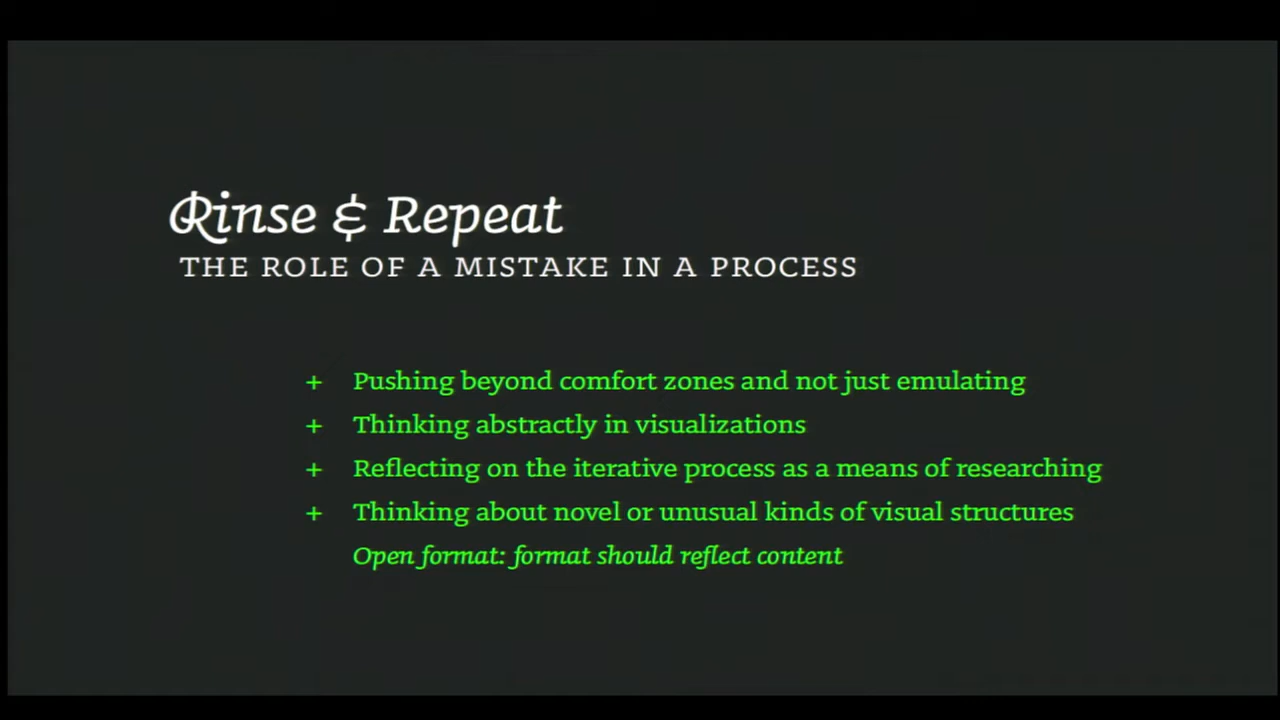 Rinse & Repeat
THE ROLE OF A MISTAKE IN A PROCESS
+ Pushing beyond comfort zones and not just emulating
+ Thinking abstractly in visualizations
+ Reflecting on the iterative process as a means of researching
+ Thinking about novel or unusual kinds of visual structures
Open format: format should reflect content